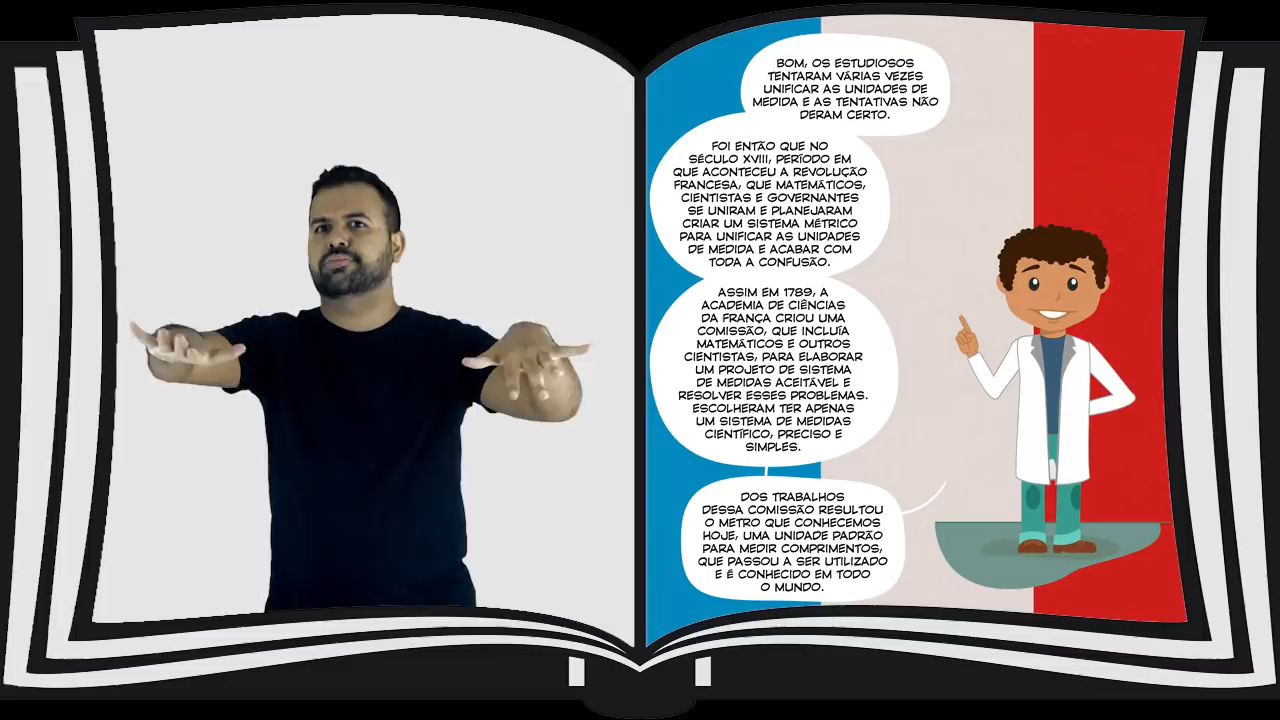 BOM, OS ESTUDIOSOS
TENTARAM VÁRIAS VEZES
UNIFICAR AS UNIDADES DE
MEDIDA E AS TENTATIVAS NÃO
DERAM CERTO.
FOI ENTÃO QUE NO
SÉCULO XVIII, PERÍODO EM
QUE ACONTECEU A REVOLUÇÃO
FRANCESA, QUE MATEMÁTICOS,
CIENTISTAS E GOVERNANTES
SE UNIRAM E PLANEJARAM
CRIAR UM SISTEMA MÉTRICO
PARA UNIFICAR AS UNIDADES
DE MEDIDA E ACABAR COM
TODA A CONFUSÃO.
ASSIM EM 1789, A
ACADEMIA DE CIÊNCIAS
DA FRANÇA CRIOU UMA
COMISSÃO, QUE INCLUÍA
MATEMÁTICOS E OUTROS
CIENTISTAS, PARA ELABORAR
UM PROJETO DE SISTEMA
DE MEDIDAS ACEITÁVEL E
RESOLVER ESSES PROBLEMAS.
ESCOLHERAM TER APENAS
UM SISTEMA DE MEDIDAS
CIENTÍFICO, PRECISO E
SIMPLES.
DOS TRABALHOS
DESSA COMISSÃO RESULTOU
O METRO QUE CONHECEMOS
HOJE, UMA UNIDADE PADRÃO
PARA MEDIR COMPRIMENTOS,
QUE PASSOU A SER UTILIZADO
E É CONHECIDO EM TODO
O MUNDO.